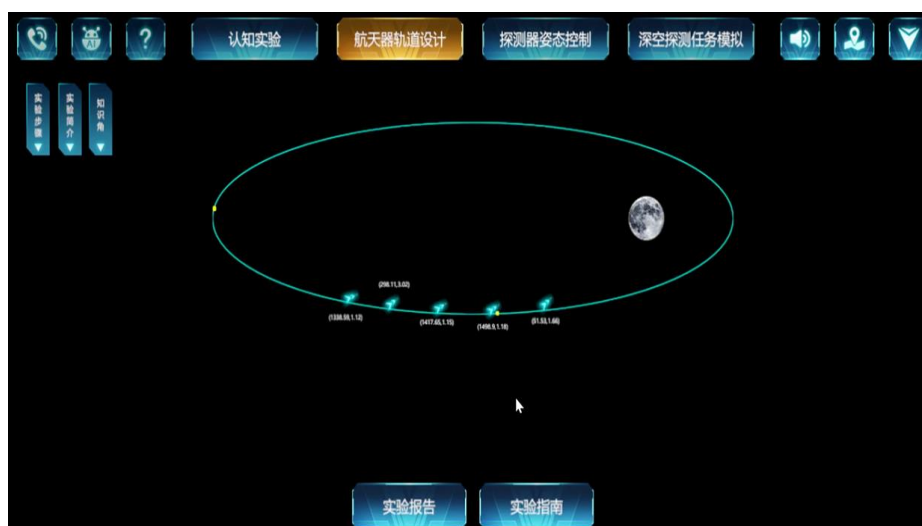 AI
?
认知实验
航天器轨道设计
探测器姿态控制
深空探测任务模拟
实验步骤
实验简介
知识角
(298.11,3.02)
(1338.59,1.12)
(1417.65,1.15)
(1498.9,1.18)
(51.53,1.66)
实验报告
实验指南